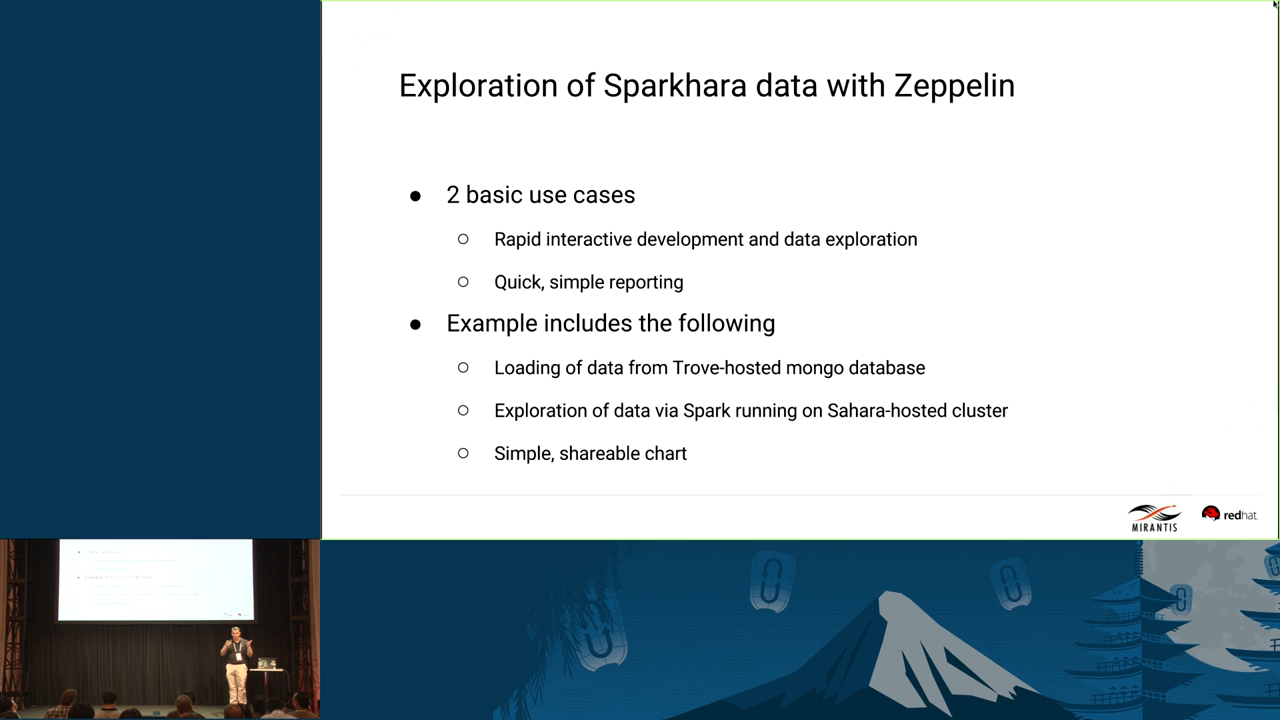 Exploration of Sparkhara data with Zeppelin
● 2 basic use cases
○ Rapid interactive development and data exploration
○ Quick, simple reporting
● Example includes the following
○ Loading of data from Trove-hosted mongo database
○ Exploration of data via Spark running on Sahara-hosted cluster
○ Simple, shareable chart
MIRANTIS
redhat.